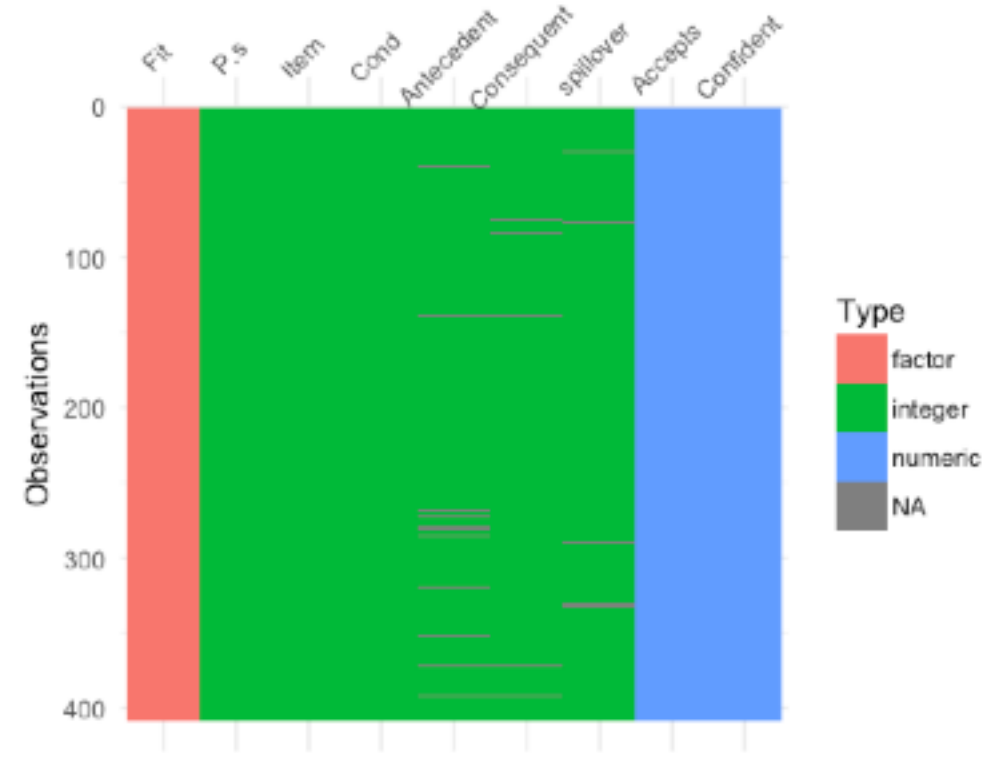 Fit
P.s
Item
Cond
Antecedent
Consequent
spillover
Accepts
Confident
0
100
200
300
400
Observations
Type
factor
integer
numeric
NA